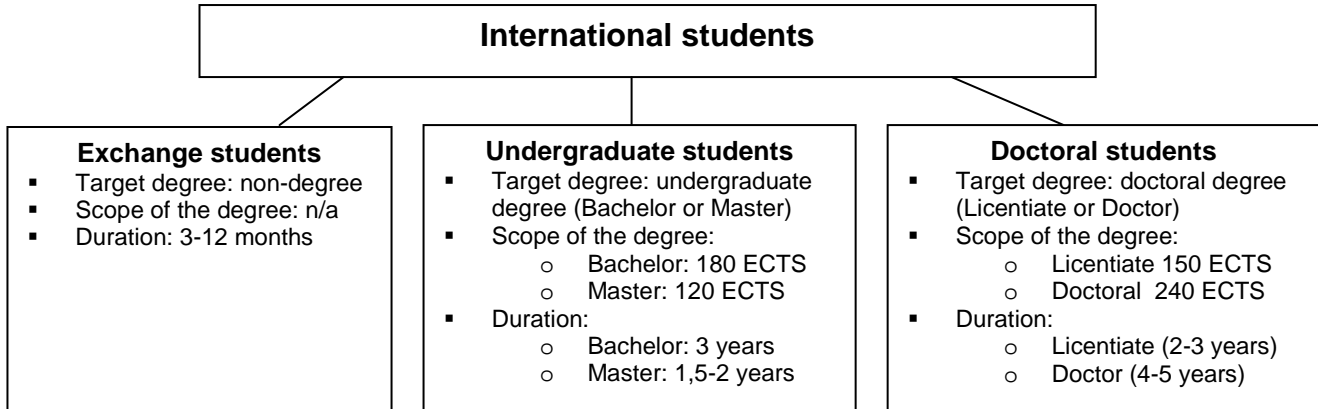 International students
Exchange students
▪ Target degree: non-degree
▪ Scope of the degree: n/a
▪ Duration: 3-12 months
Undergraduate students
▪ Target degree: undergraduate
degree (Bachelor or Master)
▪ Scope of the degree:
o Bachelor: 180 ECTS
o Master: 120 ECTS
▪ Duration:
o Bachelor: 3 years
o Master: 1,5-2 years
Doctoral students
▪ Target degree: doctoral degree
(Licentiate or Doctor)
▪ Scope of the degree:
o Licentiate 150 ECTS
o Doctoral 240 ECTS
▪ Duration:
o Licentiate (2-3 years)
o Doctor (4-5 years)